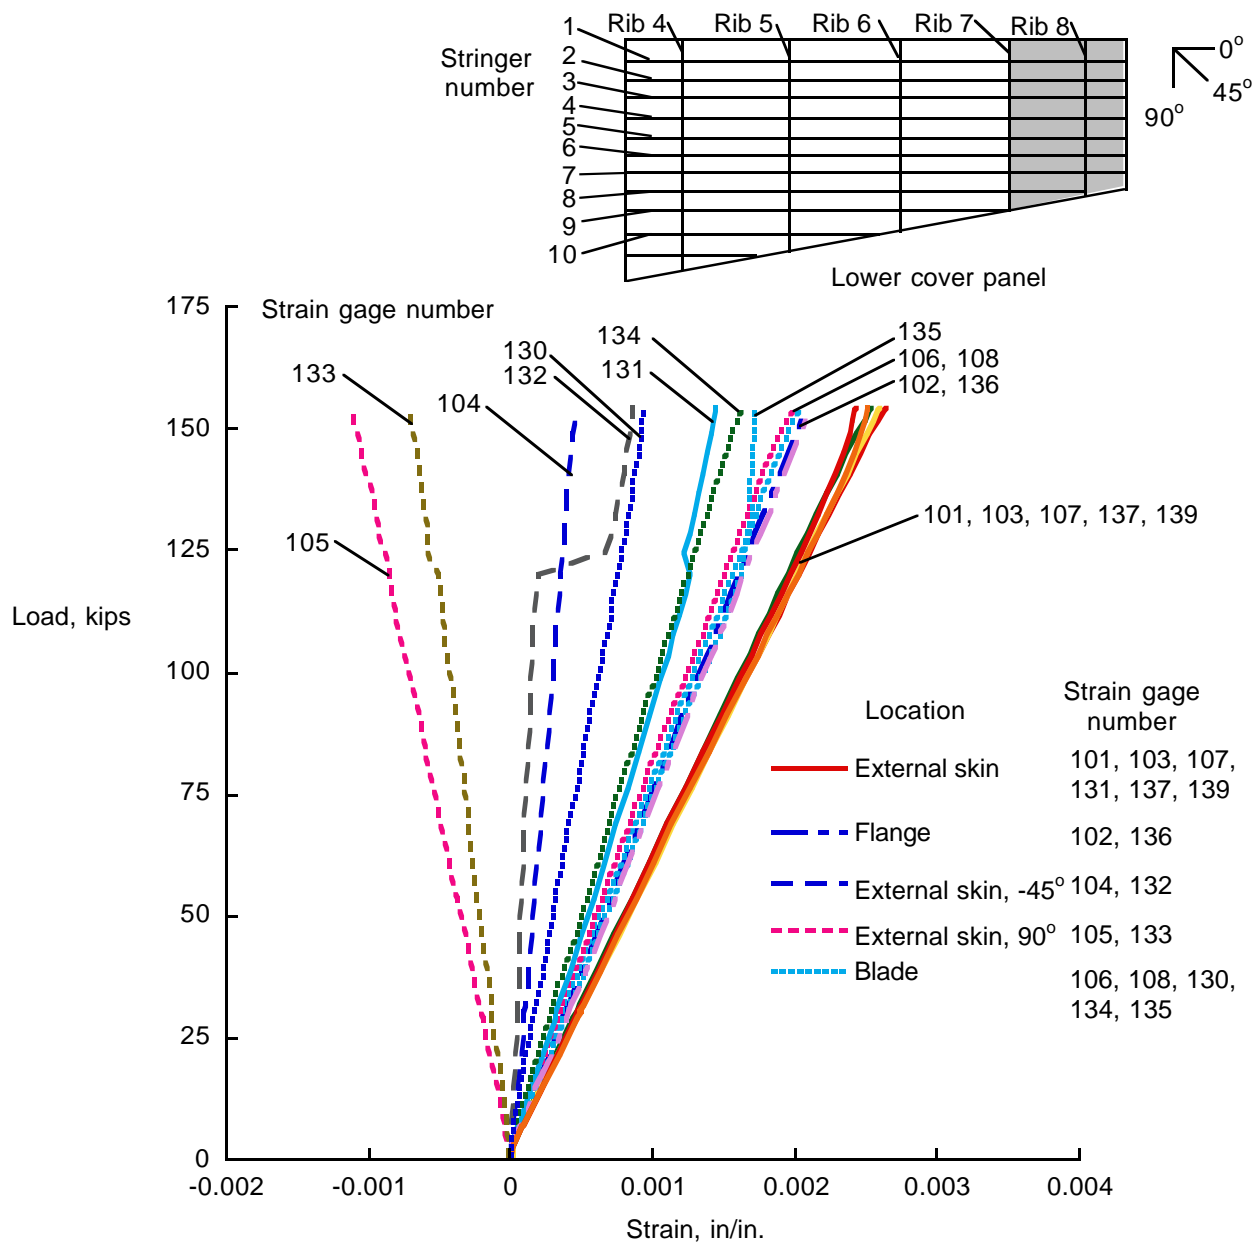 Rib 4 Rib 5 Rib 6 Rib 7 Rib 8
Stringer
number
1
2
3
4
5
6
7
8
9
10
0°
45°
90°
Lower cover panel
Strain gage number
133
104
105
130
132
134
131
135
106, 108
102, 136
101, 103, 107, 137, 139
175
150
125
100
75
50
25
0
Load, kips
-0.002 -0.001 0 0.001 0.002 0.003 -0.004
Strain, in/in.
Location
Strain gage
number
External skin
101, 103, 107,
131, 137, 139
Flange
102, 136
External skin, -45°
104, 132
External skin, 90°
105, 133
Blade
106, 108, 130,
134, 135